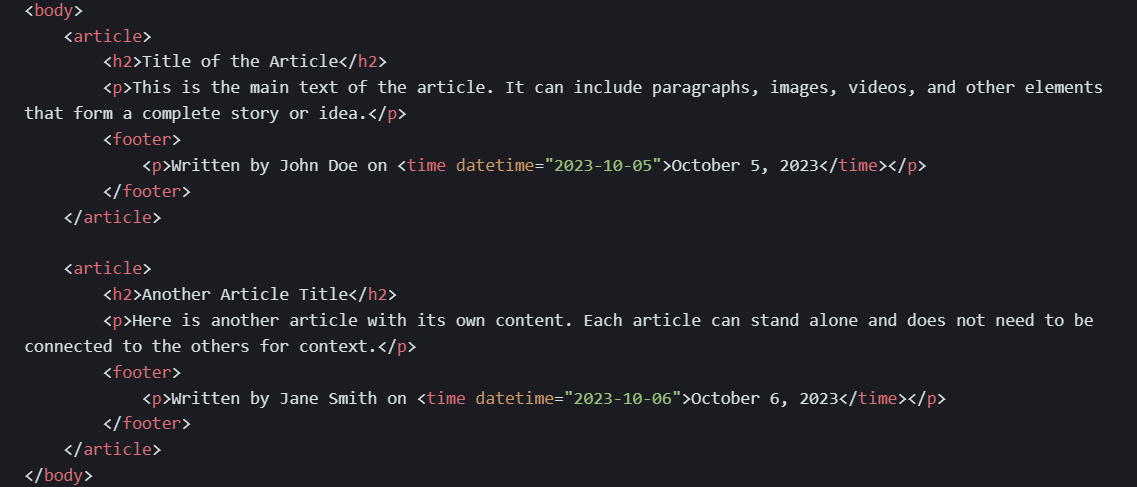 <body>
<article>
<h2>Title of the Article</h2>
<p>This is the main text of the article. It can include paragraphs, images, videos, and other elements
that form a complete story or idea.</p>
<footer>
<p>Written by John Doe on <time datetime="2023-10-05">October 5, 2023</time></p>
</footer>
</article>
<article>
<h2>Another Article Title</h2>
<p>Here is another article with its own content. Each article can stand alone and does not need to be
connected to the others for context.</p>
<footer>
<p>Written by Jane Smith on <time datetime="2023-10-06">October 6, 2023</time></p>
</footer>
</article>
</body>